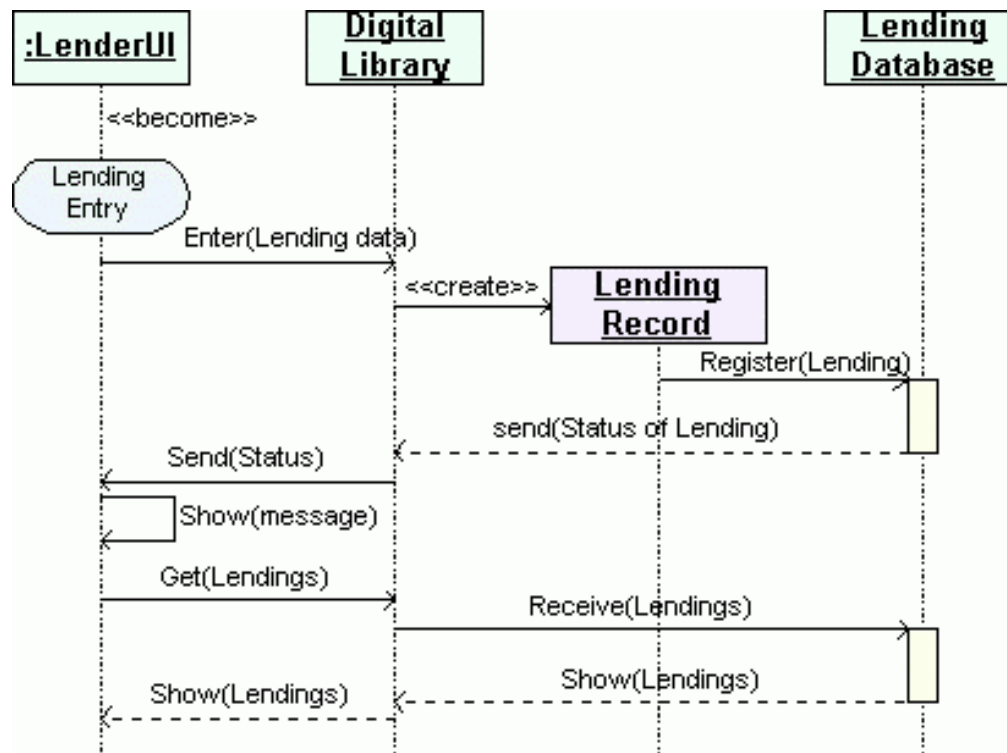 :LenderUI
Digital
Library
Lending
Database
<<become>>
Lending
Entry
Enter(Lending data)
<<create>>
Lending
Record
Register(Lending)
send(Status of Lending)
Send(Status)
Show(message)
Get(Lendings)
Receive(Lendings)
Show(Lendings)
Show(Lendings)